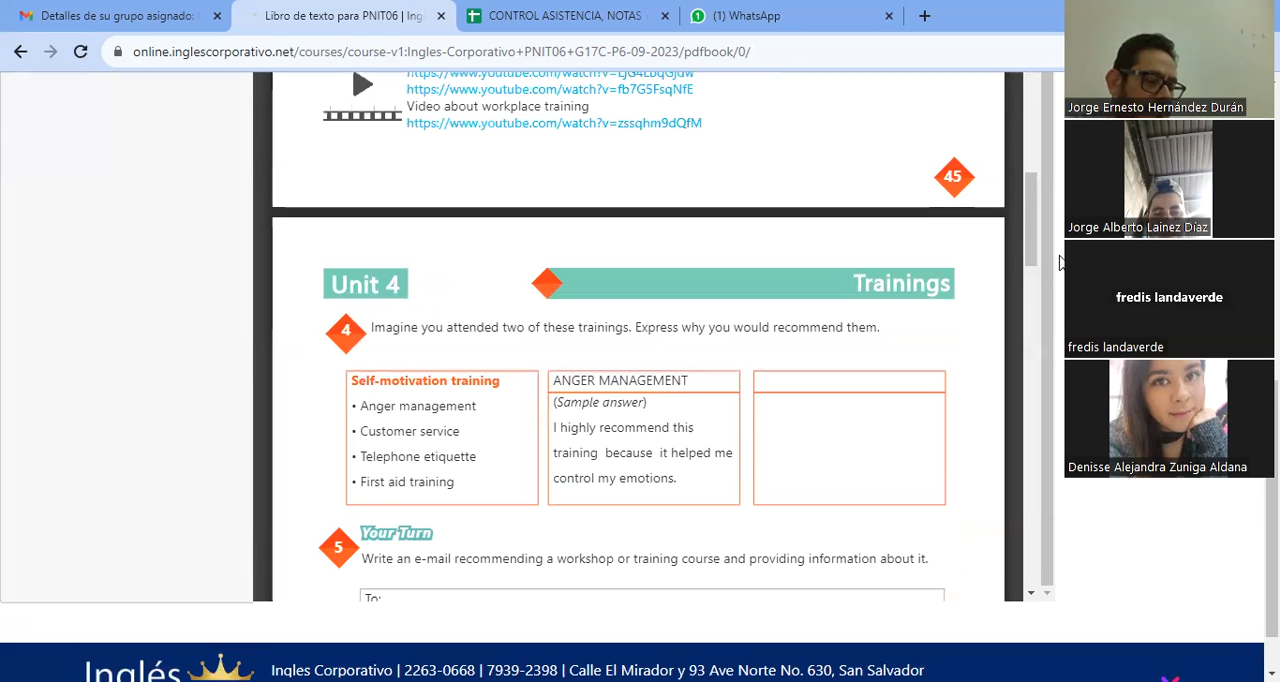 Detalles de su grupo asignado:
Libro de texto para PNIT06 | Ing
CONTROL ASISTENCIA, NOTAS
(1) WhatsApp
online.inglescorporativo.net/courses/course-v1:Ingles-Corporativo+PNIT06+G17C-P6-09-2023/pdfbook/0/
https://www.youtube.com/watch?v=fb7G5FsqNfE
Video about workplace training
https://www.youtube.com/watch?v=zssqhm9dQfM
45
Unit 4
Trainings
4
Imagine you attended two of these trainings. Express why you would recommend them.
Self-motivation training
• Anger management
• Customer service
• Telephone etiquette
• First aid training
ANGER MANAGEMENT
(Sample answer)
I highly recommend this
training because it helped me
control my emotions.
5
Your Turn
Write an e-mail recommending a workshop or training course and providing information about it.
To:
Inglés
Ingles Corporativo | 2263-0668 | 7939-2398 | Calle El Mirador y 93 Ave Norte No. 630, San Salvador
Jorge Ernesto Hernández Durán
Jorge Alberto Lainez Díaz
fredis landaverde
fredis landaverde
Denisse Alejandra Zuniga Aldana